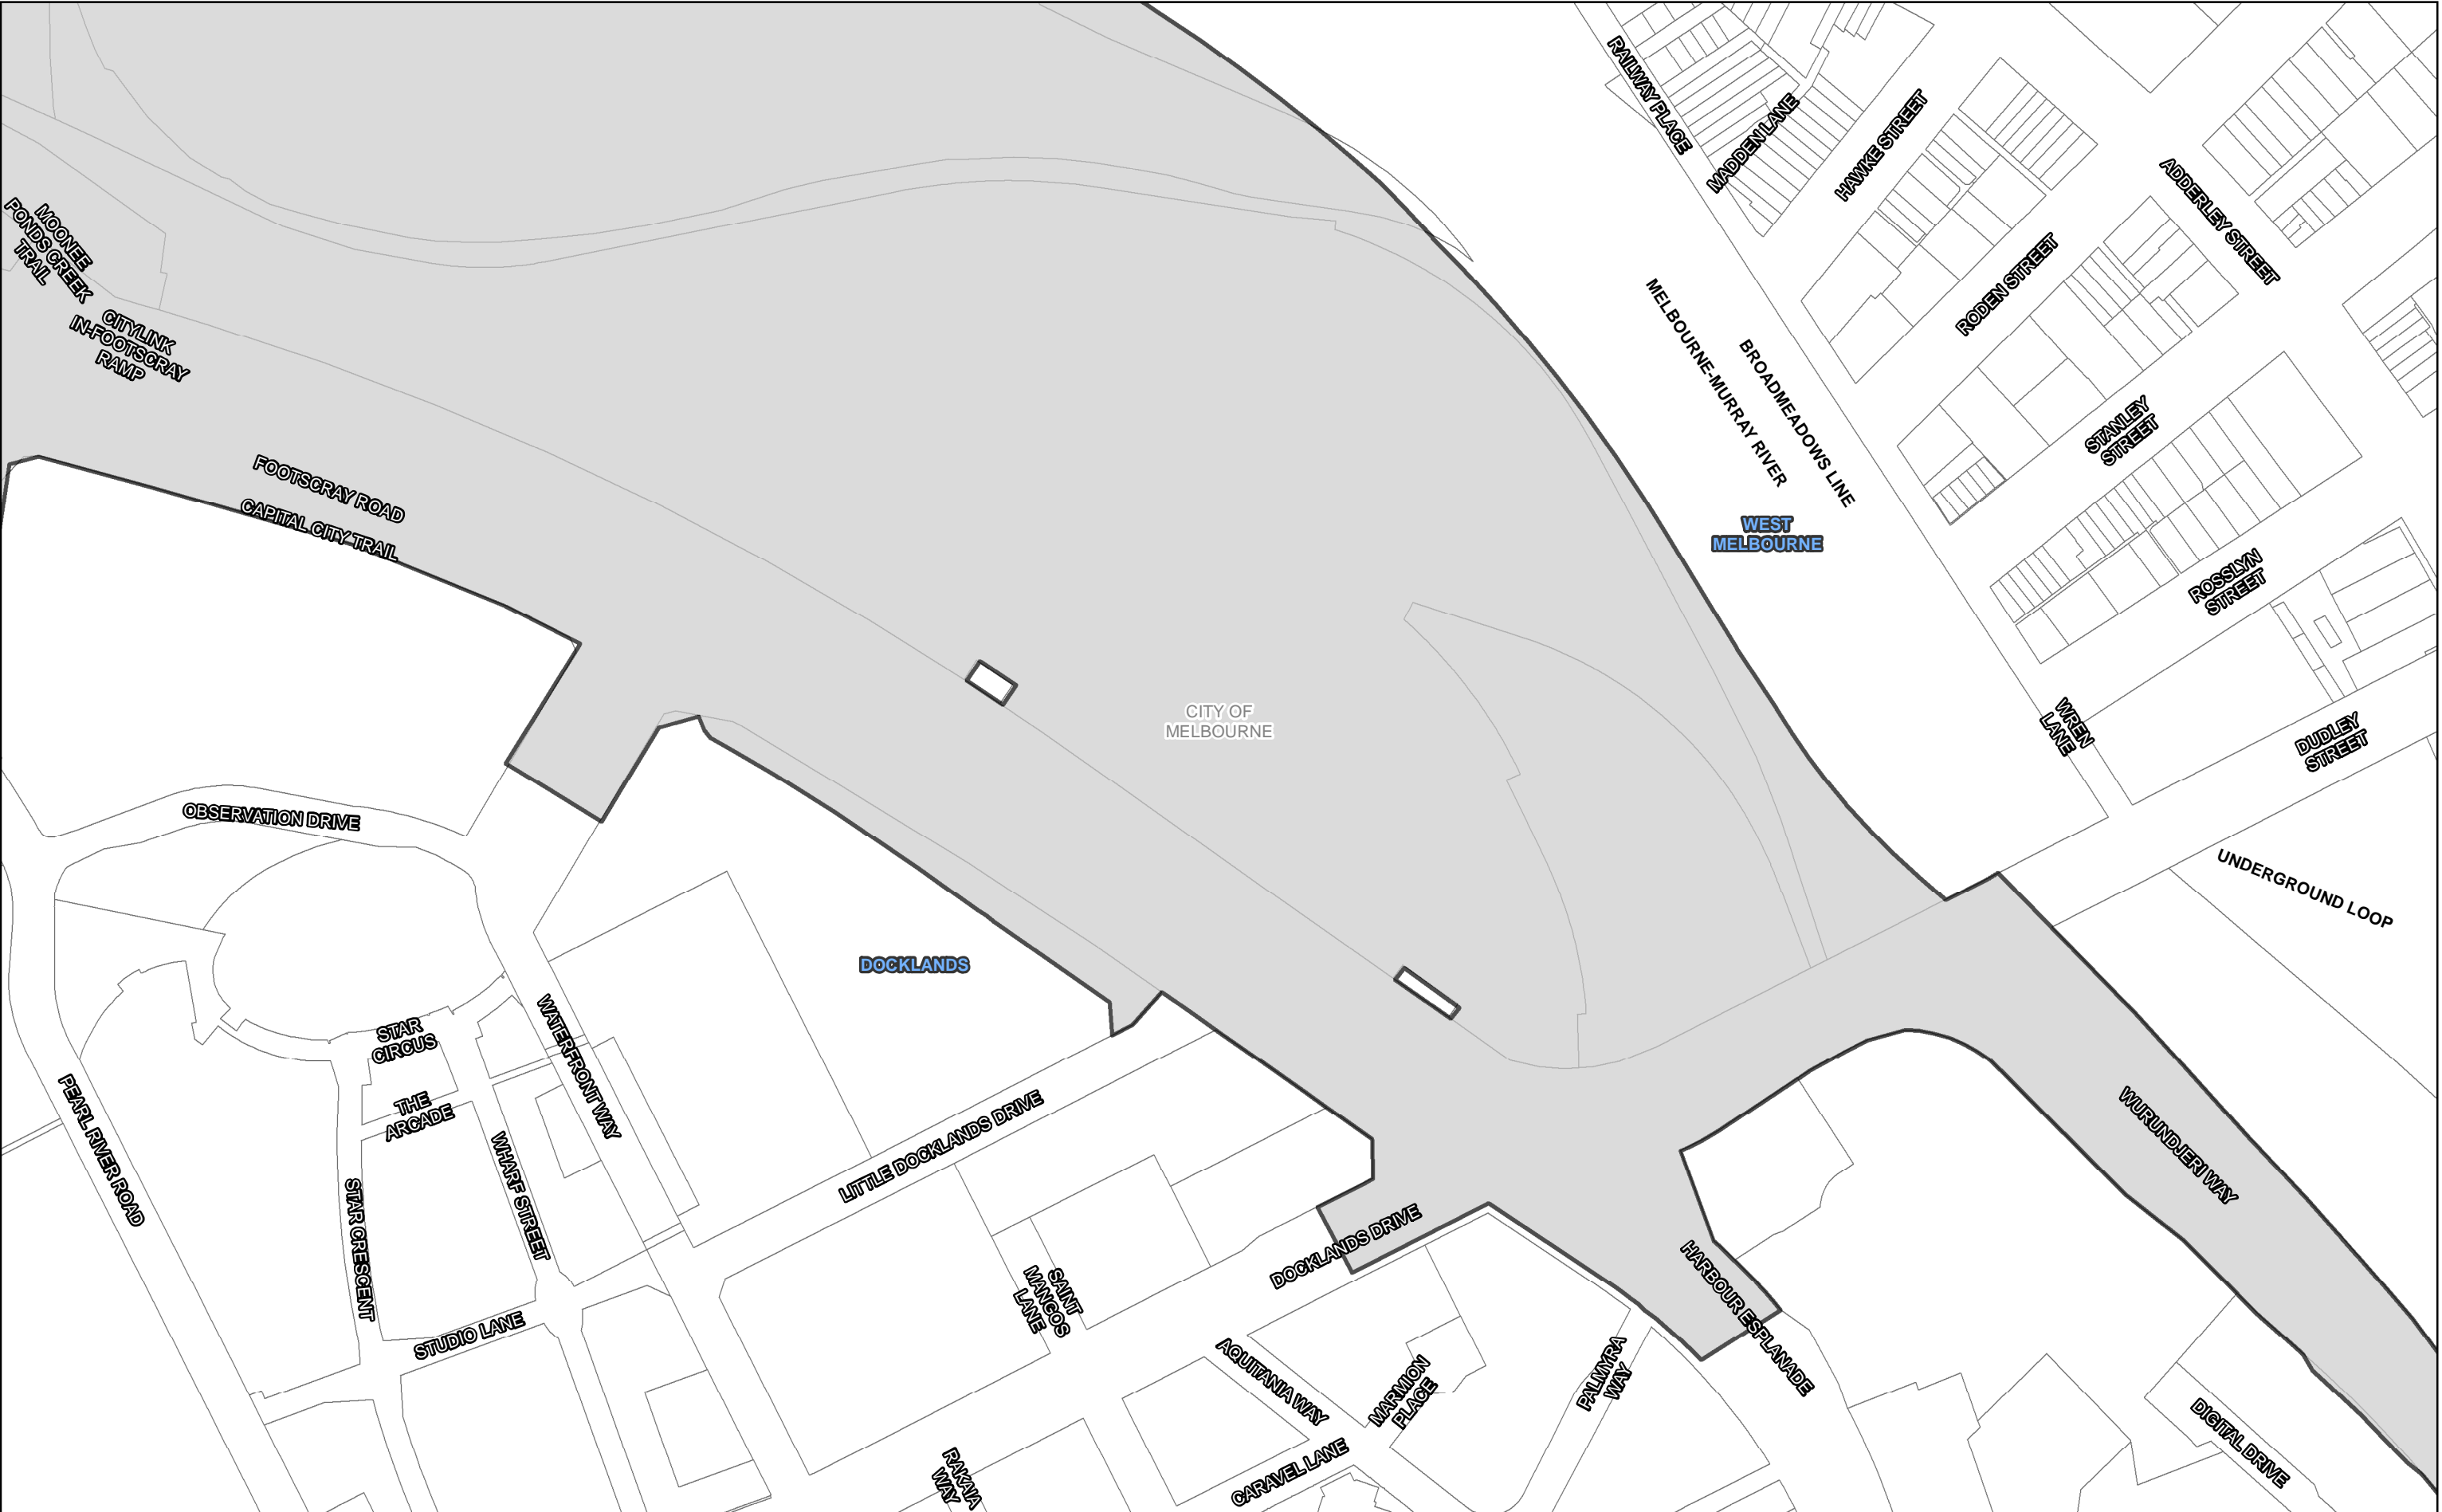 RAILWAY PLACE
MADDEN LANE
HAWKE STREET
ADDERLEY STREET
MOONEE
PONDS CREEK
TRAIL
RODEN STREET
CITYLINK
IN-FOOTSCRAY
RAMP
MELBOURNE-MURRAY RIVER
BROADMEADOWS LINE
STANLEY
STREET
FOOTSCRAY ROAD
CAPITAL CITY TRAIL
WEST
MELBOURNE
ROSSLYN
STREET
CITY OF
MELBOURNE
WREN
LANE
DUDLEY
STREET
OBSERVATION DRIVE
UNDERGROUND LOOP
DOCKLANDS
STAR
CIRCUS
WATERFRONT WAY
THE
ARCADE
PEARL RIVER ROAD
WHARF STREET
LITTLE DOCKLANDS DRIVE
WURUNDJERI WAY
STAR CRESCENT
DOCKLANDS DRIVE
SAINT
MANGOS
LANE
HARBOUR ESPLANADE
STUDIO LANE
AQUITANIA WAY
MARMION
PLACE
PALMYRA
WAY
DIGITAL DRIVE
RAKAIA
WAY
CARAVEL LANE